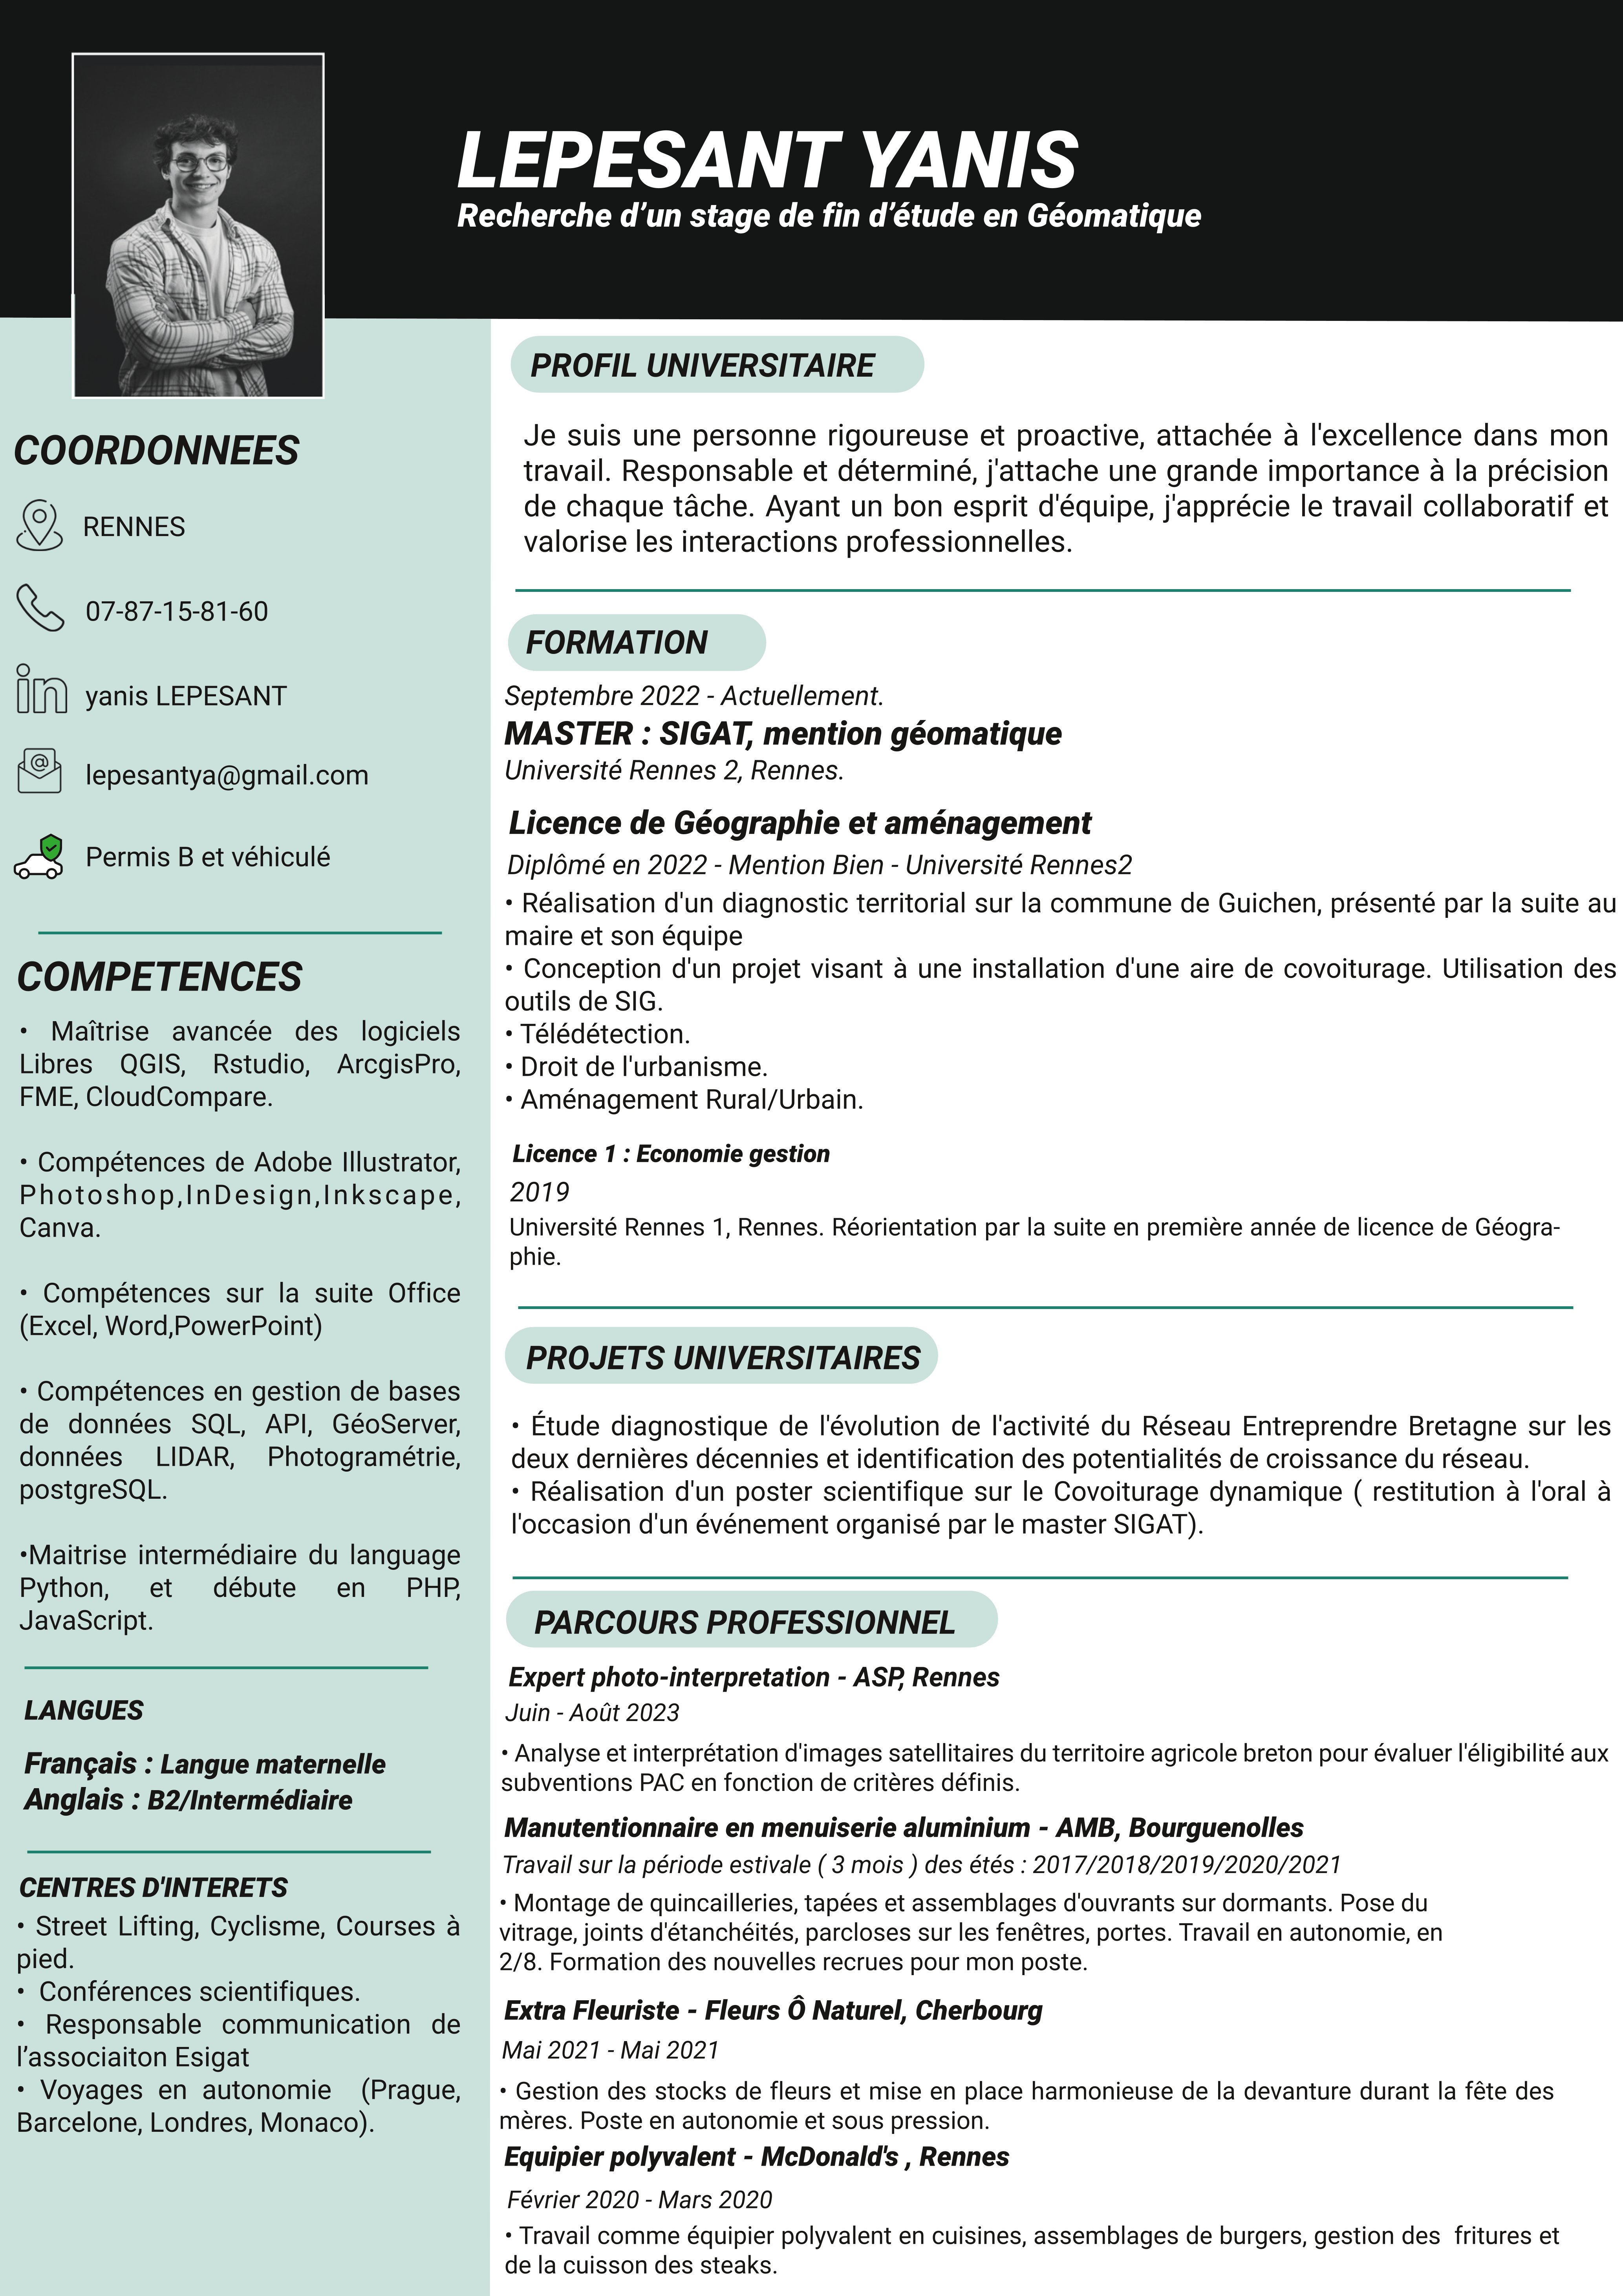 LEPESANT YANIS
Recherche d’un stage de fin d’étude en Géomatique
COORDONNEES
RENNES
07-87-15-81-60
in yanis LEPESANT
@ lepesantya@gmail.com
Permis B et véhiculé
COMPETENCES
• Maîtrise avancée des logiciels
Libres QGIS, Rstudio, ArcgisPro,
FME, CloudCompare.
• Compétences de Adobe Illustrator,
Photoshop,InDesign,Inkscape,
Canva.
• Compétences sur la suite Office
(Excel, Word,PowerPoint)
• Compétences en gestion de bases
de données SQL, API, GéoServer,
données LIDAR, Photogramétrie,
postgreSQL.
•Maitrise intermédiaire du language
Python, et débute en PHP,
JavaScript.
LANGUES
Français : Langue maternelle
Anglais : B2/Intermédiaire
CENTRES D'INTERETS
• Street Lifting, Cyclisme, Courses à
pied.
• Conférences scientifiques.
• Responsable communication de
l’associaiton Esigat
• Voyages en autonomie (Prague,
Barcelone, Londres, Monaco).
PROFIL UNIVERSITAIRE
Je suis une personne rigoureuse et proactive, attachée à l'excellence dans mon
travail. Responsable et déterminé, j'attache une grande importance à la précision
de chaque tâche. Ayant un bon esprit d'équipe, j'apprécie le travail collaboratif et
valorise les interactions professionnelles.
FORMATION
Septembre 2022 - Actuellement.
MASTER : SIGAT, mention géomatique
Université Rennes 2, Rennes.
Licence de Géographie et aménagement
Diplômé en 2022 - Mention Bien - Université Rennes2
• Réalisation d'un diagnostic territorial sur la commune de Guichen, présenté par la suite au
maire et son équipe
• Conception d'un projet visant à une installation d'une aire de covoiturage. Utilisation des
outils de SIG.
• Télédétection.
• Droit de l'urbanisme.
• Aménagement Rural/Urbain.
Licence 1 : Economie gestion
2019
Université Rennes 1, Rennes. Réorientation par la suite en première année de licence de Géogra-
phie.
PROJETS UNIVERSITAIRES
• Étude diagnostique de l'évolution de l'activité du Réseau Entreprendre Bretagne sur les
deux dernières décennies et identification des potentialités de croissance du réseau.
• Réalisation d'un poster scientifique sur le Covoiturage dynamique ( restitution à l'oral à
l'occasion d'un événement organisé par le master SIGAT).
PARCOURS PROFESSIONNEL
Expert photo-interpretation - ASP, Rennes
Juin - Août 2023
• Analyse et interprétation d'images satellitaires du territoire agricole breton pour évaluer l'éligibilité aux
subventions PAC en fonction de critères définis.
Manutentionnaire en menuiserie aluminium - AMB, Bourguenolles
Travail sur la période estivale ( 3 mois ) des étés : 2017/2018/2019/2020/2021
• Montage de quincailleries, tapées et assemblages d'ouvrants sur dormants. Pose du
vitrage, joints d'étanchéités, parcloses sur les fenêtres, portes. Travail en autonomie, en
2/8. Formation des nouvelles recrues pour mon poste.
Extra Fleuriste - Fleurs Ô Naturel, Cherbourg
Mai 2021 - Mai 2021
• Gestion des stocks de fleurs et mise en place harmonieuse de la devanture durant la fête des
mères. Poste en autonomie et sous pression.
Equipier polyvalent - McDonald's , Rennes
Février 2020 - Mars 2020
• Travail comme équipier polyvalent en cuisines, assemblages de burgers, gestion des fritures et
de la cuisson des steaks.